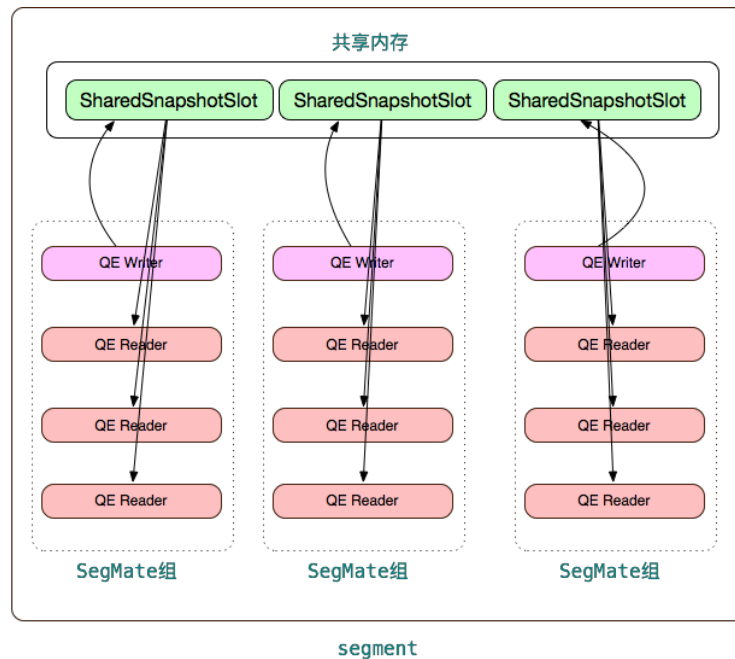 共享内存
SharedSnapshotSlot SharedSnapshotSlot SharedSnapshotSlot
QE Writer QE Writer QE Writer
QE Reader QE Reader QE Reader
QE Reader QE Reader QE Reader
QE Reader QE Reader QE Reader
SegMate组 SegMate组 SegMate组
segment